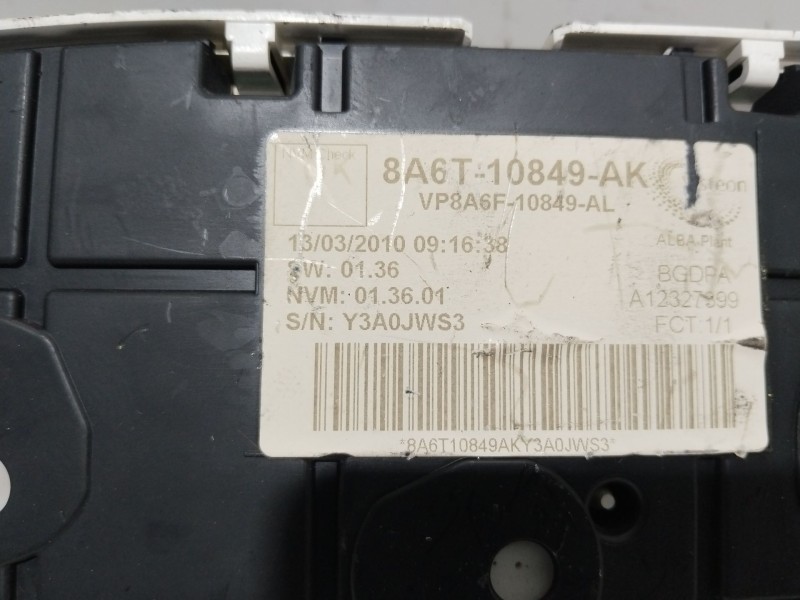 8A6T-10849-AK
VP8A6F-10849-AL
13/03/2010 09:16:38
SW: 01.36
NVM: 01.36.01
S/N: Y3A0JWS3
steon
ALBA-Plant
BGDPA
FCT 1/1
*8A6T10849AKY3A0JWS3*